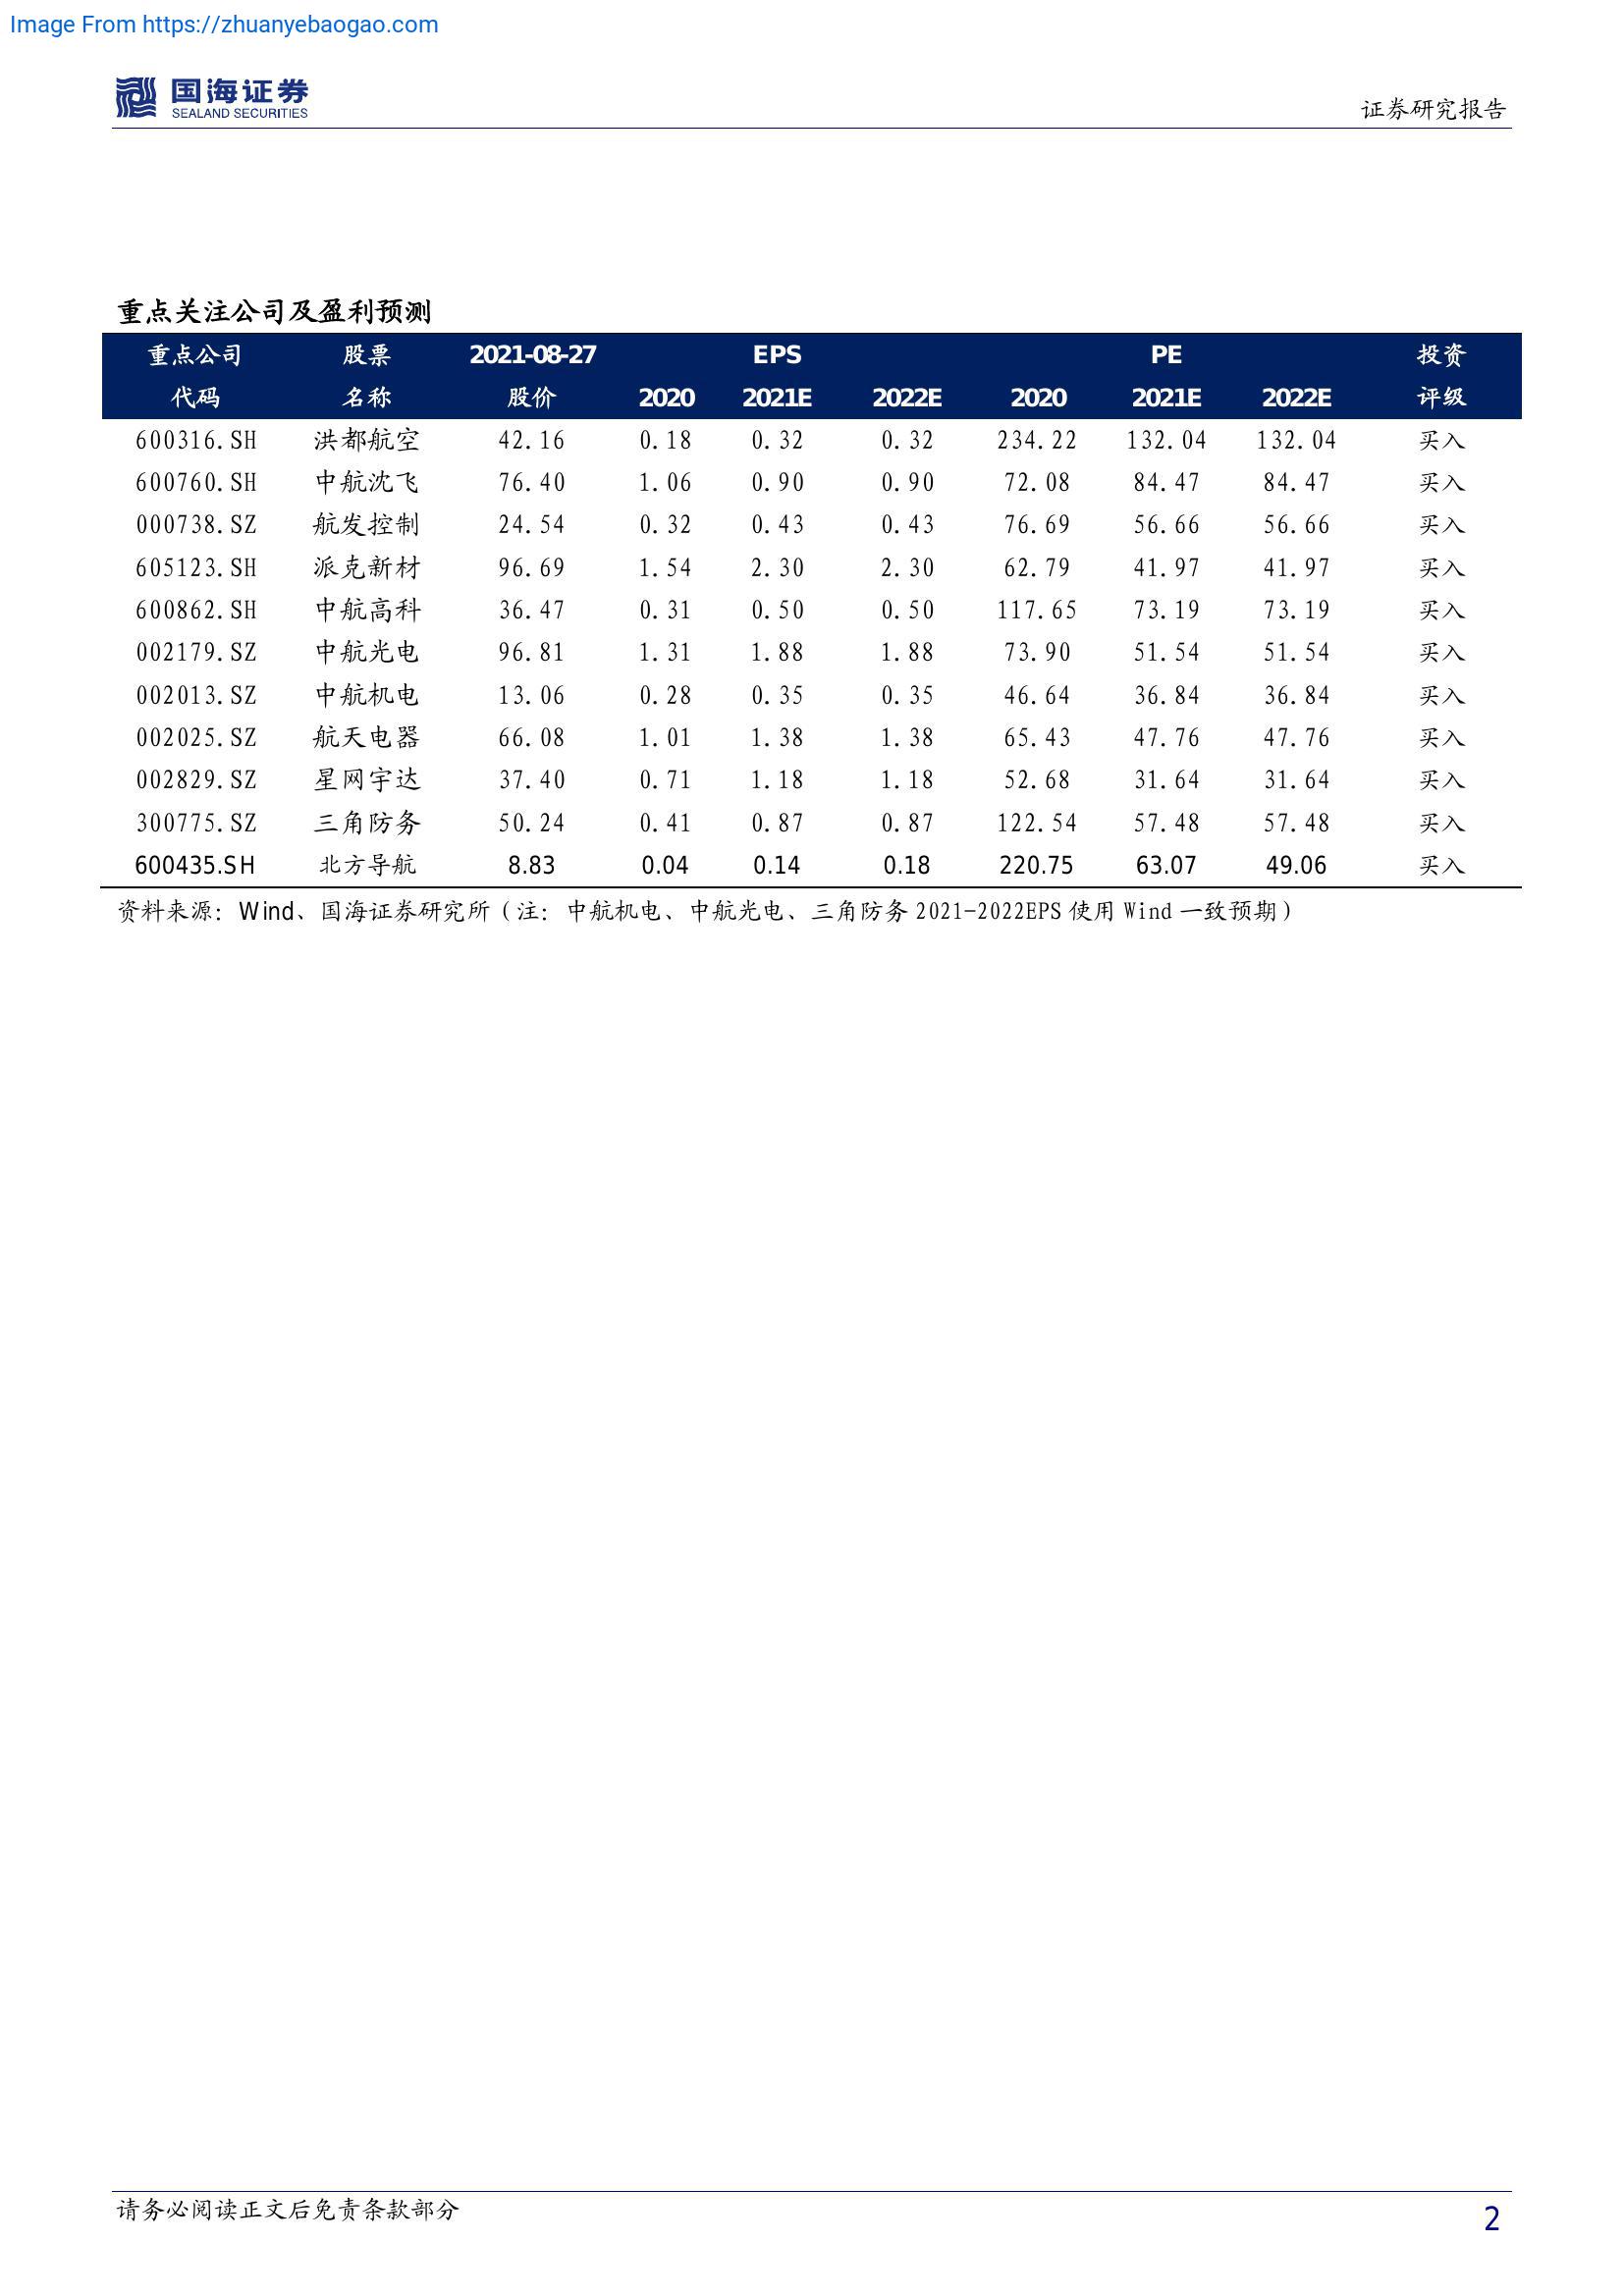 Image From https://zhuanyebaogao.com
国海证券
SEALAND SECURITIES
证券研究报告
重点关注公司及盈利预测
重点公司 股票 2021-08-27 EPS PE 投资
代码 名称 股价 2020 2021E 2022E 2020 2021E 2022E 评级
600316.SH 洪都航空 42.16 0.18 0.32 0.32 234.22 132.04 132.04 买入
600760.SH 中航沈飞 76.40 1.06 0.90 0.90 72.08 84.47 84.47 买入
000738.SZ 航发控制 24.54 0.32 0.43 0.43 76.69 56.66 56.66 买入
605123.SH 派克新材 96.69 1.54 2.30 2.30 62.79 41.97 41.97 买入
600862.SH 中航高科 36.47 0.31 0.50 0.50 117.65 73.19 73.19 买入
002179.SZ 中航光电 96.81 1.31 1.88 1.88 73.90 51.54 51.54 买入
002013.SZ 中航机电 13.06 0.28 0.35 0.35 46.64 36.84 36.84 买入
002025.SZ 航天电器 66.08 1.01 1.38 1.38 65.43 47.76 47.76 买入
002829.SZ 星网宇达 37.40 0.71 1.18 1.18 52.68 31.64 31.64 买入
300775.SZ 三角防务 50.24 0.41 0.87 0.87 122.54 57.48 57.48 买入
600435.SH 北方导航 8.83 0.04 0.14 0.18 220.75 63.07 49.06 买入
资料来源：Wind、国海证券研究所（注：中航机电、中航光电、三角防务 2021-2022EPS 使用 Wind 一致预期）
请务必阅读正文后免责条款部分
2